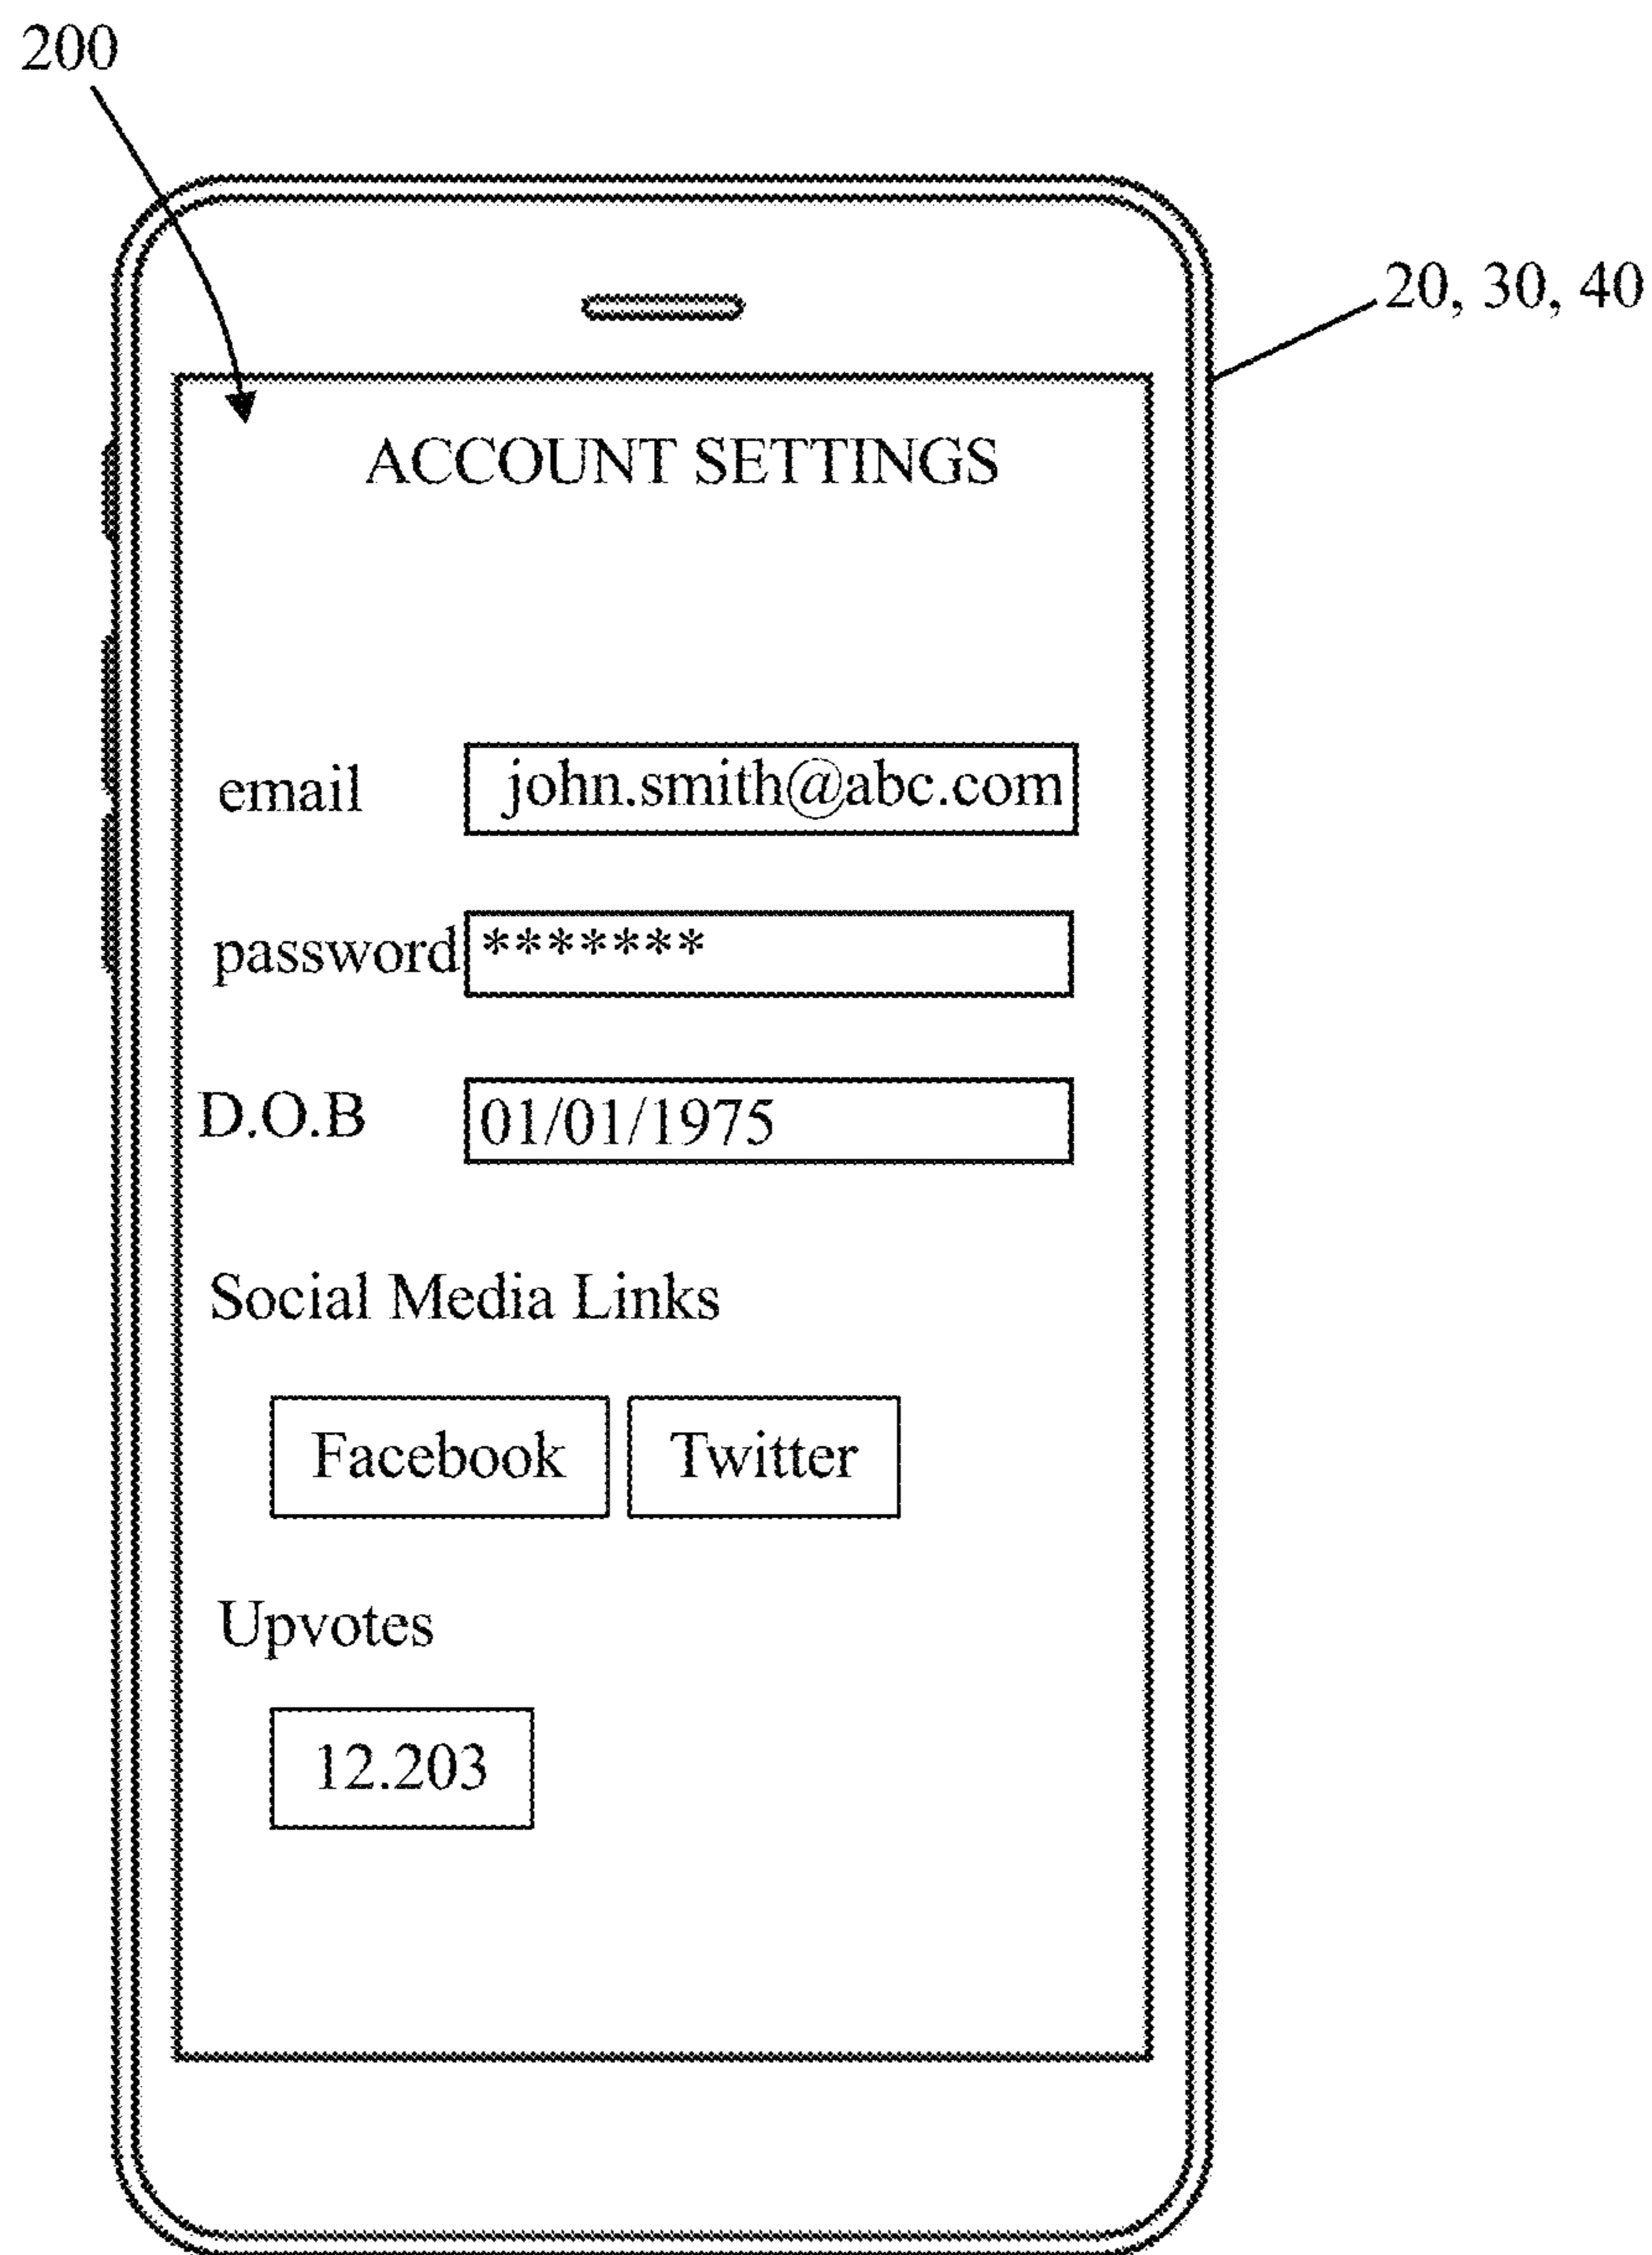 200
20, 30, 40
ACCOUNT SETTINGS
email john.smith@abc.com
password *******
D.O.B 01/01/1975
Social Media Links
Facebook Twitter
Upvotes
12.203